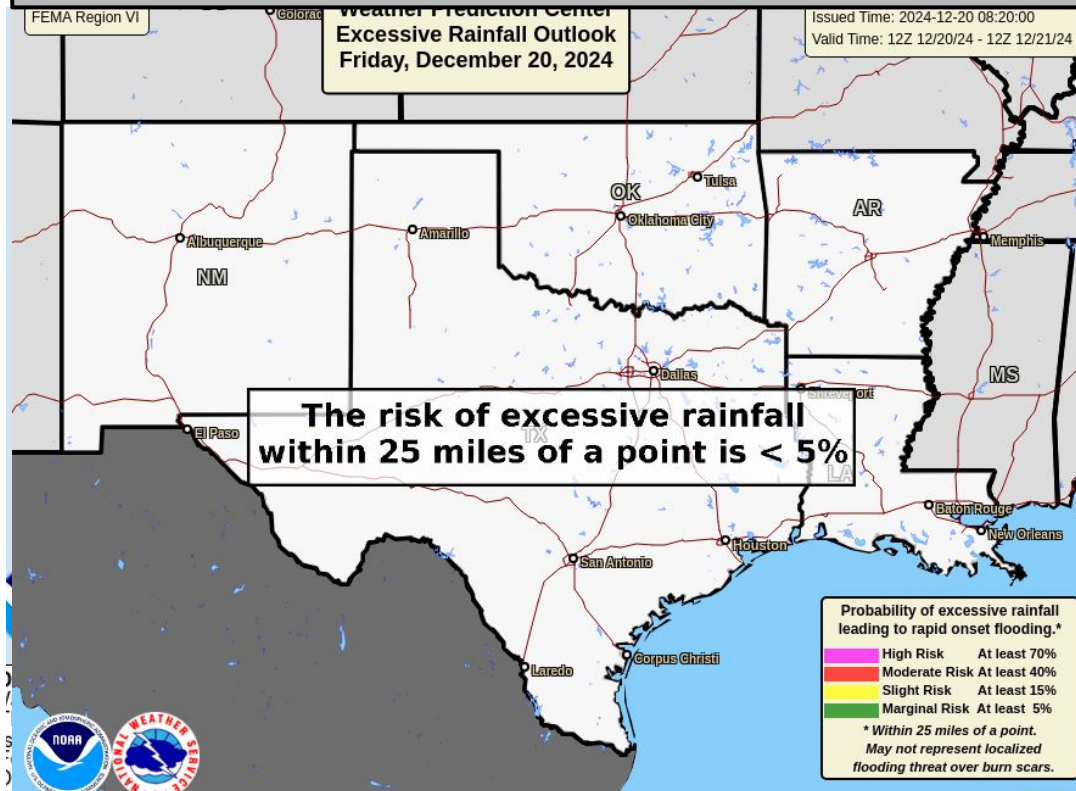 FEMA Region VI
Weather Prediction Center
Excessive Rainfall Outlook
Friday, December 20, 2024
Issued Time: 2024-12-20 08:20:00
Valid Time: 12Z 12/20/24 - 12Z 12/21/24
Colorad
Tulsa
OK
Oklahoma City
AR
Albuquerque
Amarillo
Memphis
NM
Dallas
MS
Shreveport
The risk of excessive rainfall
within 25 miles of a point is < 5%
El Paso
TX
LA
Baton Rouge
New Orleans
Houston
San Antonio
Laredo
Corpus Christi
Probability of excessive rainfall
leading to rapid onset flooding.*
High Risk At least 70%
Moderate Risk At least 40%
Slight Risk At least 15%
Marginal Risk At least 5%
* Within 25 miles of a point.
May not represent localized
flooding threat over burn scars.
NOAA
NATIONAL OCEANIC AND ATMOSPHERIC ADMINISTRATION
NATIONAL WEATHER SERVICE